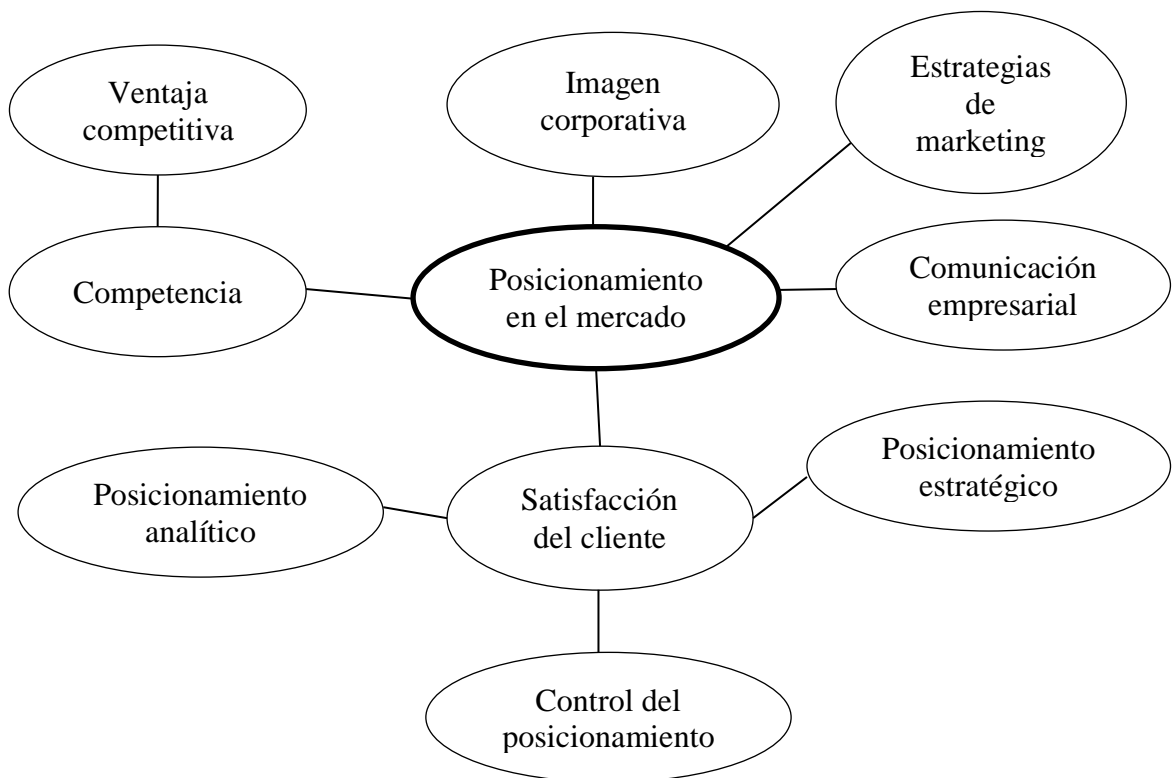 Ventaja
competitiva
Imagen
corporativa
Estrategias
de
marketing
Competencia
Posicionamiento
en el mercado
Comunicación
empresarial
Posicionamiento
analítico
Satisfacción
del cliente
Posicionamiento
estratégico
Control del
posicionamiento